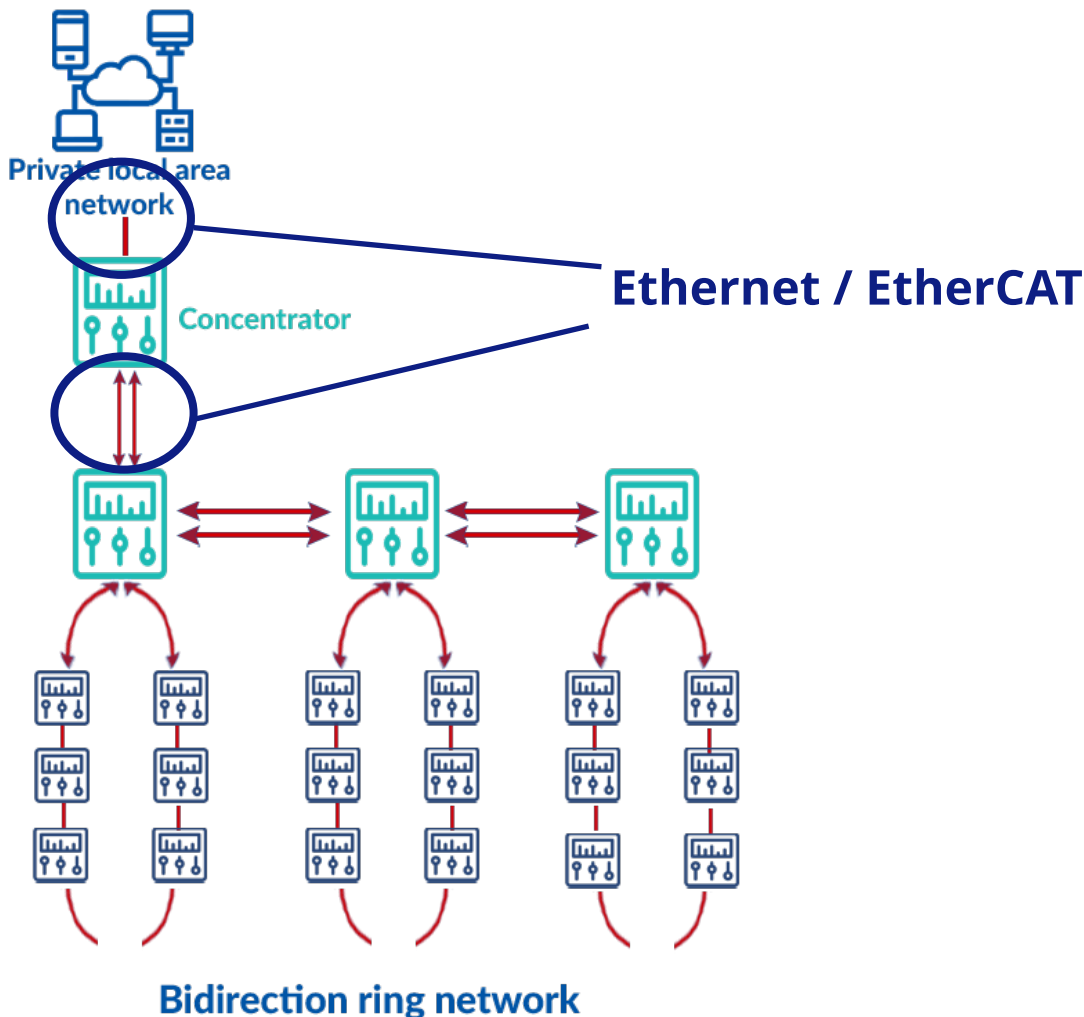 Private local area
network
Ethernet / EtherCAT
Concentrator
Bidirection ring network